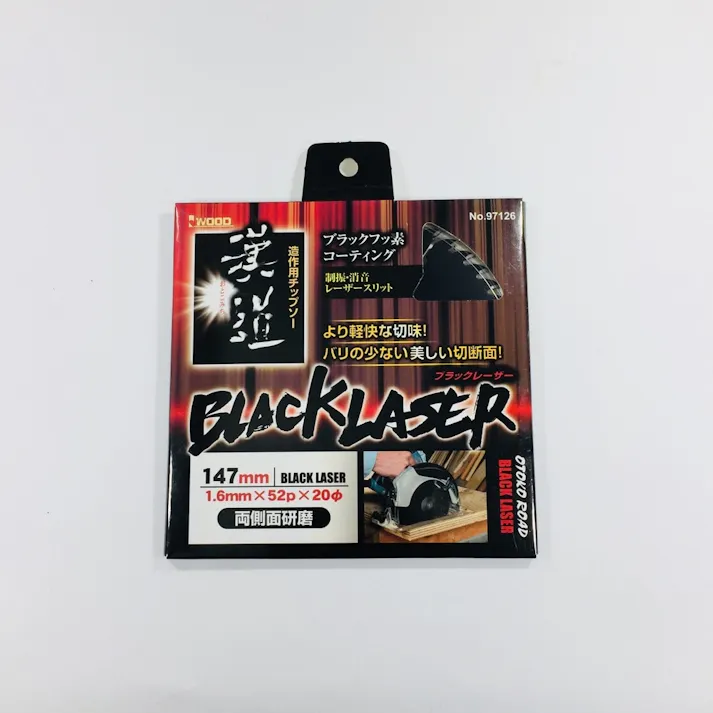 WOOD
No.97126
漢道
造作用チップソー
ブラックフッ素
コーティング
制振・消音
レーザースリット
より軽快な切味!
バリの少ない美しい切断面!
ブラックレーザー
BLACK LASER
147mm BLACK LASER
1.6mm×52p×20φ
両側面研磨
OTOKO ROAD
BLACK LASER